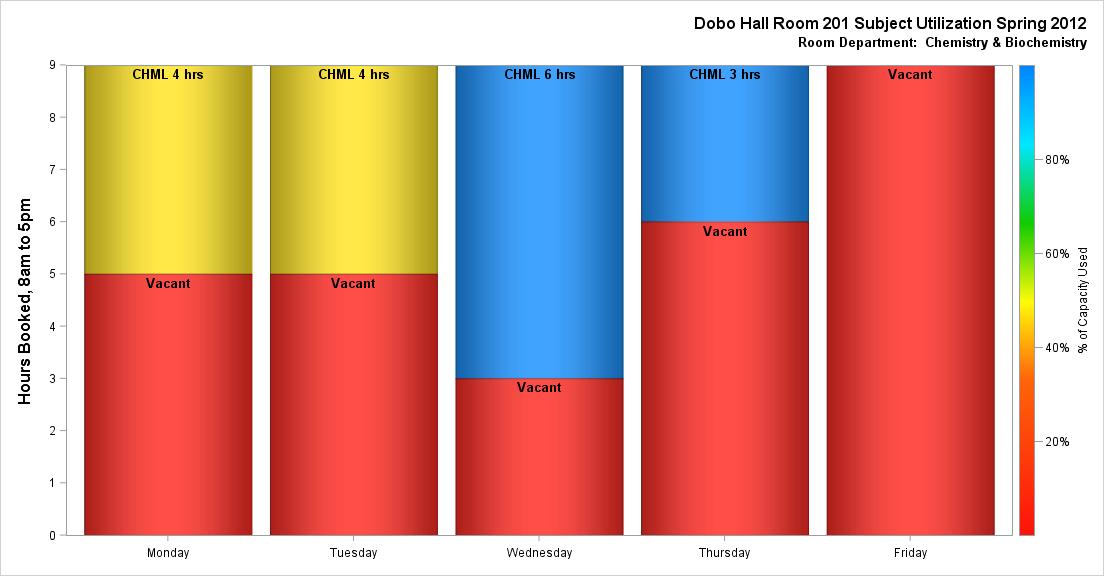 Dobo Hall Room 201 Subject Utilization Spring 2012
Room Department: Chemistry & Biochemistry
Hours Booked, 8am to 5pm
9
8
7
6
5
4
3
2
1
0
CHML 4 hrs
Vacant
CHML 4 hrs
Vacant
CHML 6 hrs
Vacant
CHML 3 hrs
Vacant
Vacant
Monday
Tuesday
Wednesday
Thursday
Friday
80%
60%
40%
20%
% of Capacity Used